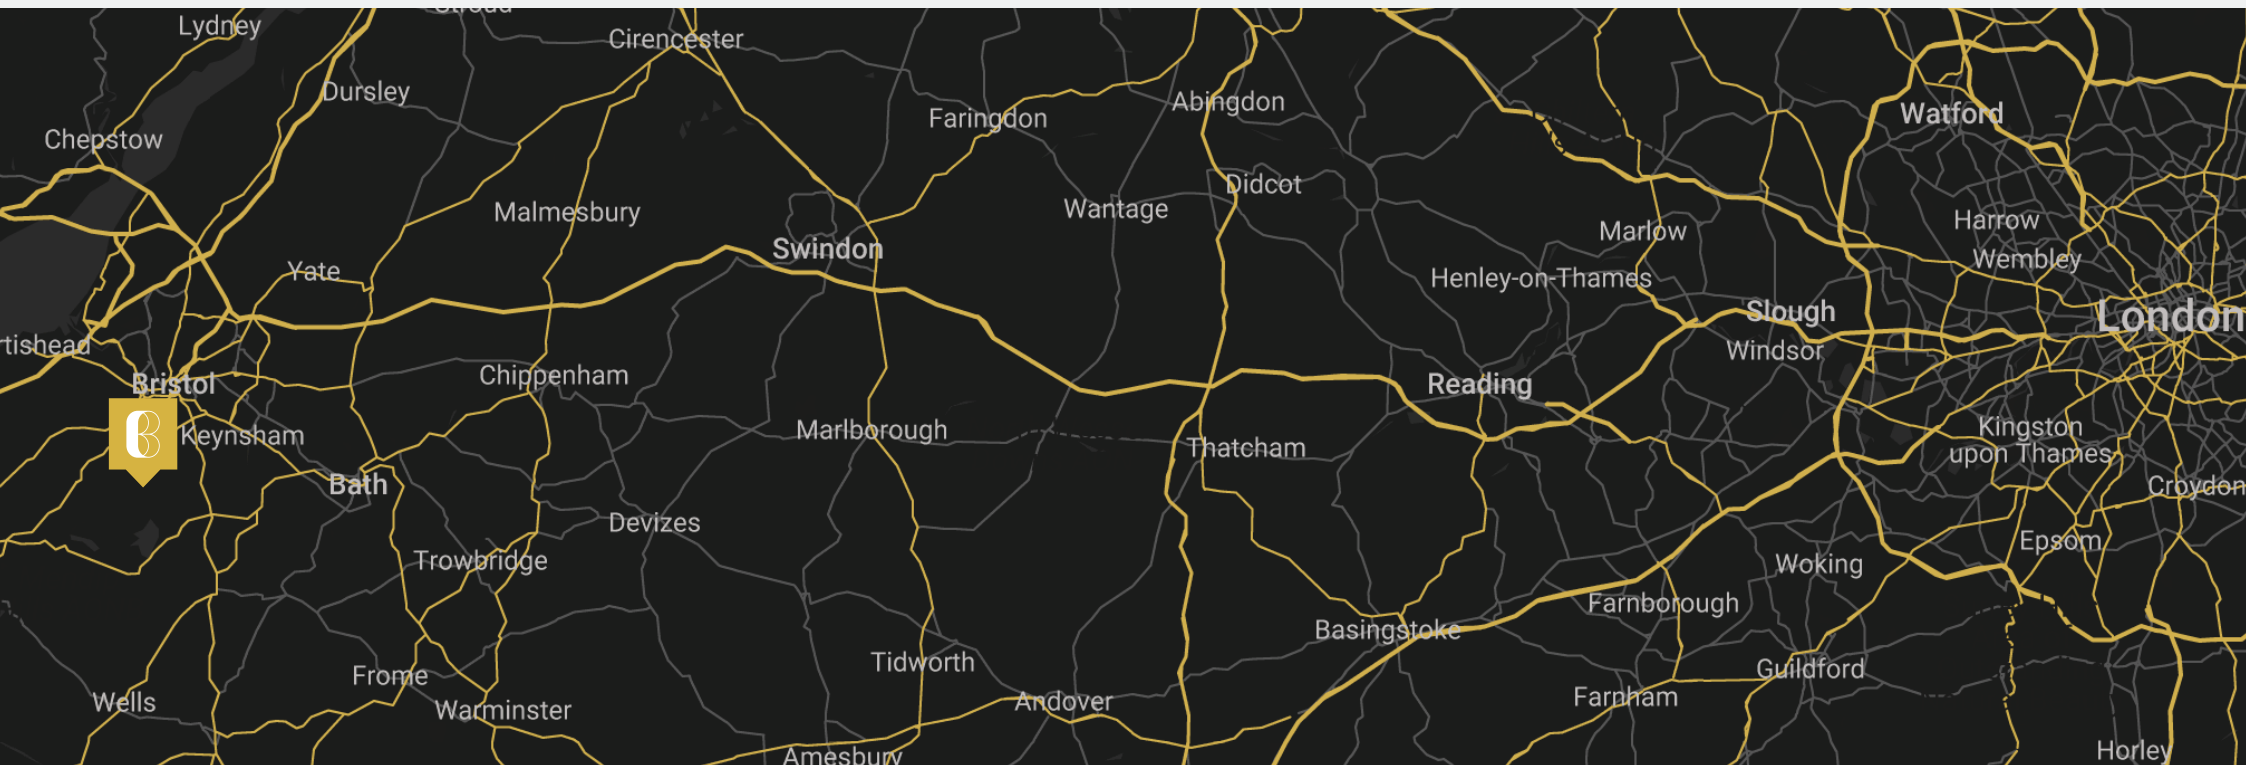 Lydney
Cirencester
Dursley
Abingdon
Faringdon
Watford
Chepstow
Didcot
Wantage
Malmesbury
Harrow
Marlow
Swindon
Wembley
Yate
Henley-on-Thames
Slough
London
rtishead
Windsor
Chippenham
Bristol
Reading
Marlborough
Keynsham
Kingston
upon Thames
Thatcham
Bath
Croydon
Devizes
Epsom
Trowbridge
Woking
Farnborough
Basingstoke
Tidworth
Guildford
Frome
Farnham
Wells
Andover
Warminster
Horley
Amesbury